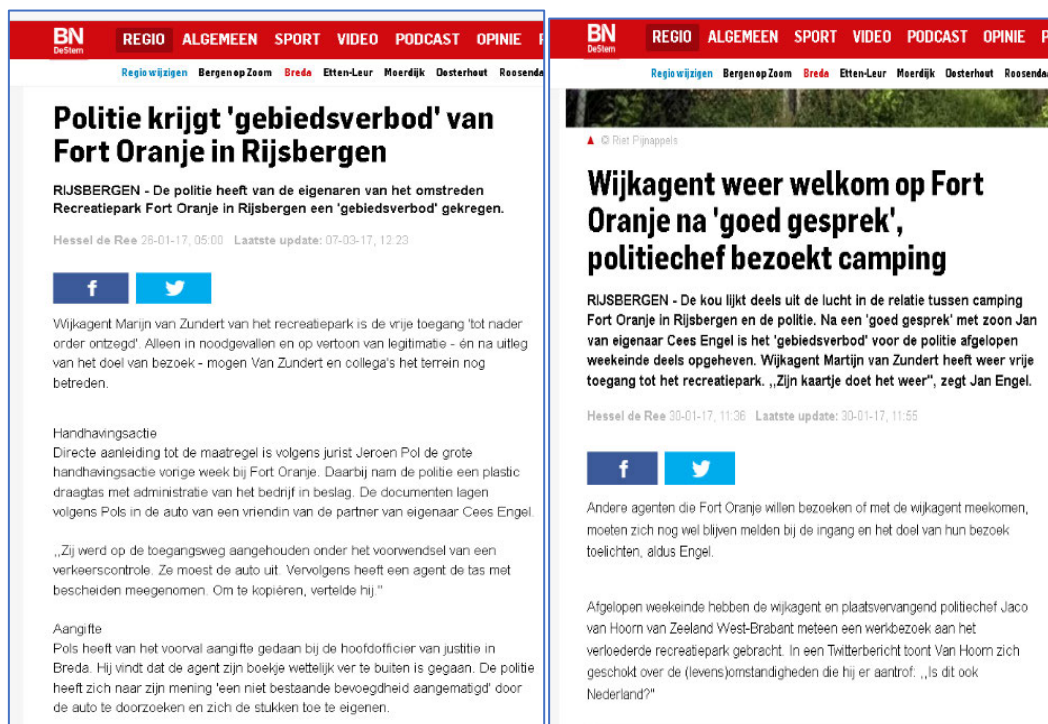 BN
DeStem
REGIO ALGEMEEN SPORT VIDEO PODCAST OPINIE
Regio wijzigen Bergen op Zoom Breda Etten-Leur Moerdijk Oosterhout Roosenda
Politie krijgt 'gebiedsverbod' van
Fort Oranje in Rijsbergen
RIJSBERGEN - De politie heeft van de eigenaren van het omstreden
Recreatiepark Fort Oranje in Rijsbergen een 'gebiedsverbod' gekregen.
Hessel de Ree 26-01-17, 05:00 Laatste update: 07-03-17, 12:23
f
Wijkagent Marijn van Zundert van het recreatiepark is de vrije toegang 'tot nader
order ontzegd'. Alleen in noodgevallen en op vertoon van legitimatie - én na uitleg
van het doel van bezoek - mogen Van Zundert en collega's het terrein nog
betreden.
Handhavingsactie
Directe aanleiding tot de maatregel is volgens jurist Jeroen Pol de grote
handhavingsactie vorige week bij Fort Oranje. Daarbij nam de politie een plastic
draagtas met administratie van het bedrijf in beslag. De documenten lagen
volgens Pols in de auto van een vriendin van de partner van eigenaar Cees Engel.
,,Zij werd op de toegangsweg aangehouden onder het voorwendsel van een
verkeerscontrole. Ze moest de auto uit. Vervolgens heeft een agent de tas met
bescheiden meegenomen. Om te kopiëren, vertelde hij."
Aangifte
Pols heeft van het voorval aangifte gedaan bij de hoofdofficier van justitie in
Breda. Hij vindt dat de agent zijn boekje wettelijk ver te buiten is gegaan. De politie
heeft zich naar zijn mening 'een niet bestaande bevoegdheid aangematigd' door
de auto te doorzoeken en zich de stukken toe te eigenen.
BN
DeStem
REGIO ALGEMEEN SPORT VIDEO PODCAST OPINIE P
Regio wijzigen Bergen op Zoom Breda Etten-Leur Moerdijk Oosterhout Roosendaa
© Riet Pijnappels
Wijkagent weer welkom op Fort
Oranje na 'goed gesprek',
politiechef bezoekt camping
RIJSBERGEN - De kou lijkt deels uit de lucht in de relatie tussen camping
Fort Oranje in Rijsbergen en de politie. Na een 'goed gesprek' met zoon Jan
van eigenaar Cees Engel is het 'gebiedsverbod' voor de politie afgelopen
weekeinde deels opgeheven. Wijkagent Martijn van Zundert heeft weer vrije
toegang tot het recreatiepark. ,,Zijn kaartje doet het weer", zegt Jan Engel.
Hessel de Ree 30-01-17, 11:36 Laatste update: 30-01-17, 11:55
f
Andere agenten die Fort Oranje willen bezoeken of met de wijkagent meekomen,
moeten zich nog wel blijven melden bij de ingang en het doel van hun bezoek
toelichten, aldus Engel.
Afgelopen weekeinde hebben de wijkagent en plaatsvervangend politiechef Jaco
van Hoorn van Zeeland West-Brabant meteen een werkbezoek aan het
verloederde recreatiepark gebracht. In een Twitterbericht toont Van Hoorn zich
geschokt over de (levens)omstandigheden die hij er aantrof: ,,Is dit ook
Nederland?"